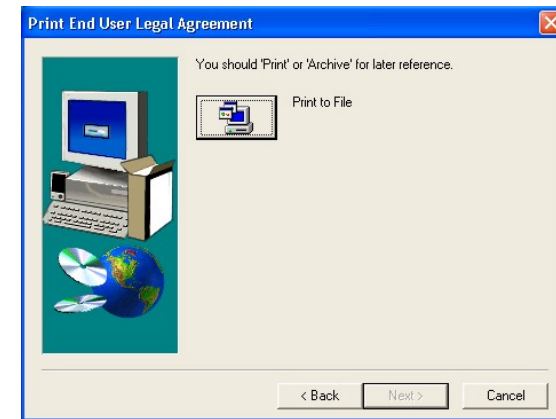 Print End User Legal Agreement
You should 'Print' or 'Archive' for later reference.
Print to File
< Back
Next >
Cancel